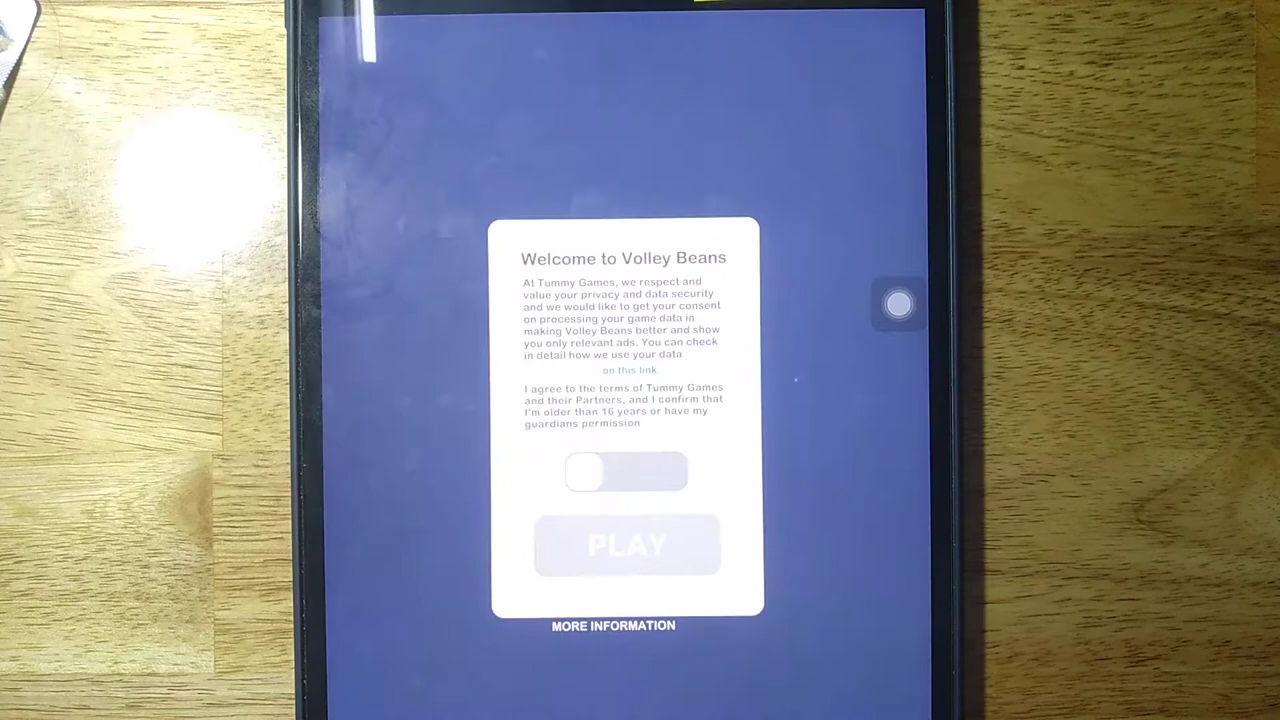 Welcome to Volley Beans
At Tummy Games, we respect and
value your privacy and data security
and we would like to get your consent
on processing your game data in
making Volley Beans better and show
you only relevant ads. You can check
in detail how we use your data
on this link
I agree to the terms of Tummy Games
and their Partners, and I confirm that
I'm older than 16 years or have my
guardians permission
PLAY
MORE INFORMATION